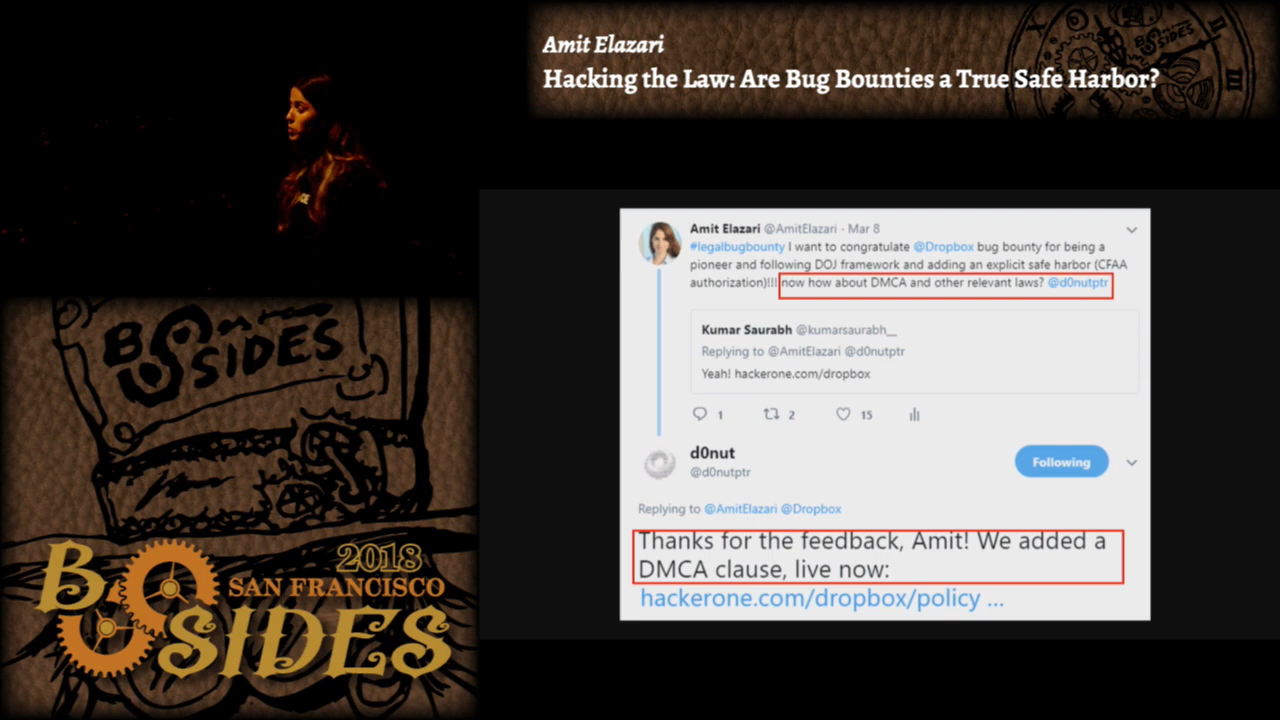 Amit Elazari
Hacking the Law: Are Bug Bounties a True Safe Harbor?
BSIDES
Amit Elazari @AmitElazari · Mar 8
#legalbugbounty I want to congratulate @Dropbox bug bounty for being a
pioneer and following DOJ framework and adding an explicit safe harbor (CFAA
authorization)!!! now how about DMCA and other relevant laws? @d0nutptr
Kumar Saurabh @kumarsaurabh__
Replying to @AmitElazari @d0nutptr
Yeah! hackerone.com/dropbox
1 2 15
d0nut
@d0nutptr
Following
Replying to @AmitElazari @Dropbox
Thanks for the feedback, Amit! We added a
DMCA clause, live now:
hackerone.com/dropbox/policy ...
BSIDES
2018
SAN FRANCISCO
BSIDES